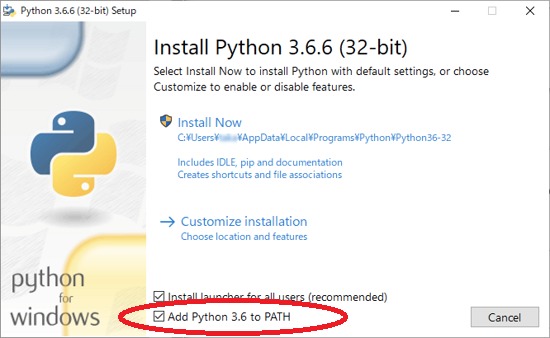 Python 3.6.6 (32-bit) Setup
Install Python 3.6.6 (32-bit)
Select Install Now to install Python with default settings, or choose
Customize to enable or disable features.
Install Now
C:¥Users¥ ¥AppData¥Local¥Programs¥Python¥Python36-32
Includes IDLE, pip and documentation
Creates shortcuts and file associations
Customize installation
Choose location and features
Install launcher for all users (recommended)
Add Python 3.6 to PATH
Cancel
python
for
windows